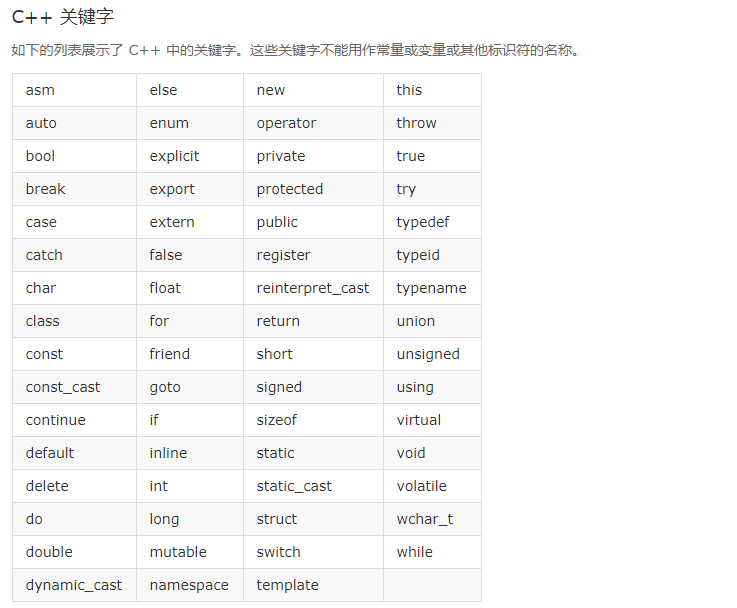 C++ 关键字
如下的列表展示了 C++ 中的关键字。这些关键字不能用作常量或变量或其他标识符的名称。
asm else new this
auto enum operator throw
bool explicit private true
break export protected try
case extern public typedef
catch false register typeid
char float reinterpret_cast typename
class for return union
const friend short unsigned
const_cast goto signed using
continue if sizeof virtual
default inline static void
delete int static_cast volatile
do long struct wchar_t
double mutable switch while
dynamic_cast namespace template